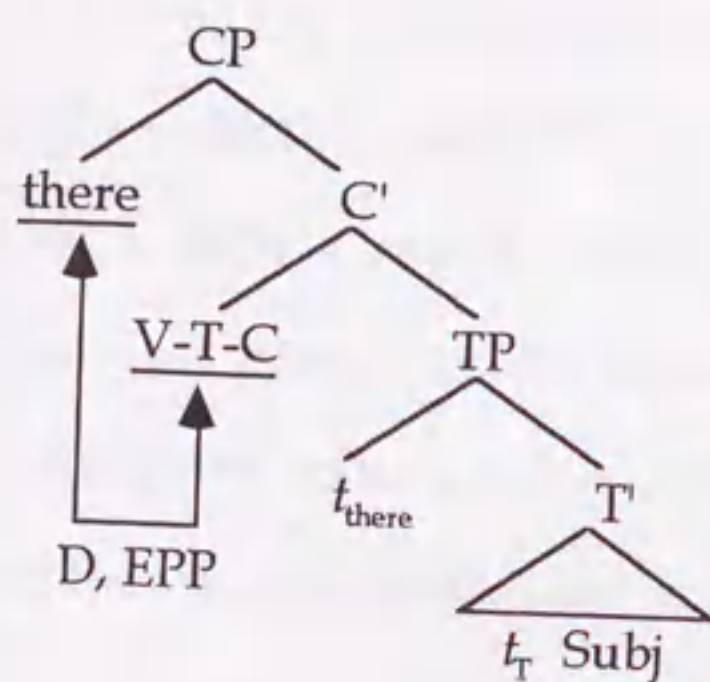 CP
there C'
V-T-C TP
t_there T'
D, EPP
t_T Subj